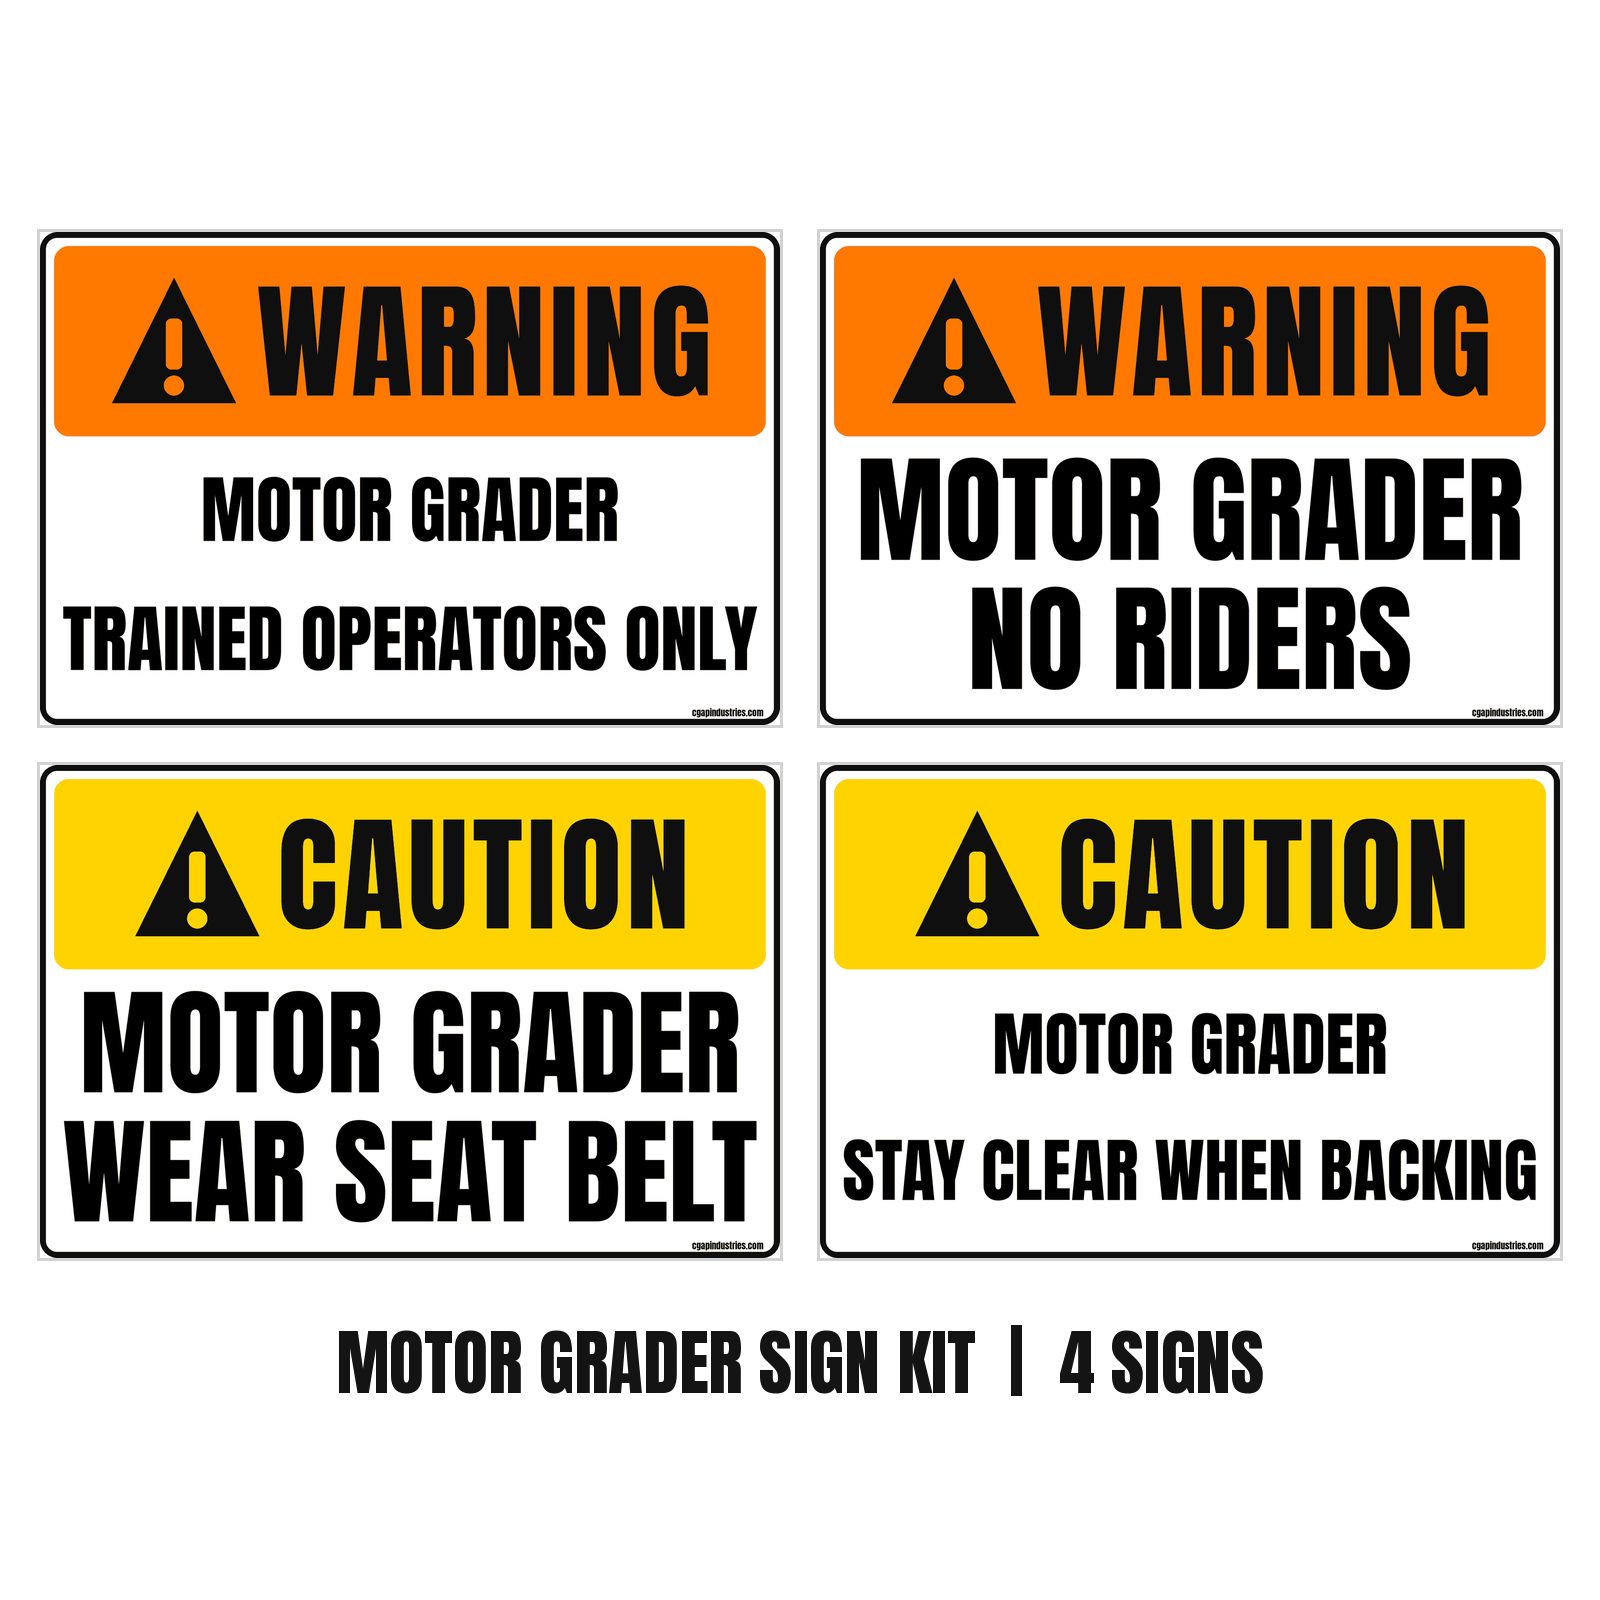 WARNING
MOTOR GRADER
TRAINED OPERATORS ONLY
cgapindustries.com
WARNING
MOTOR GRADER
NO RIDERS
cgapindustries.com
CAUTION
MOTOR GRADER
WEAR SEAT BELT
cgapindustries.com
CAUTION
MOTOR GRADER
STAY CLEAR WHEN BACKING
cgapindustries.com
MOTOR GRADER SIGN KIT | 4 SIGNS